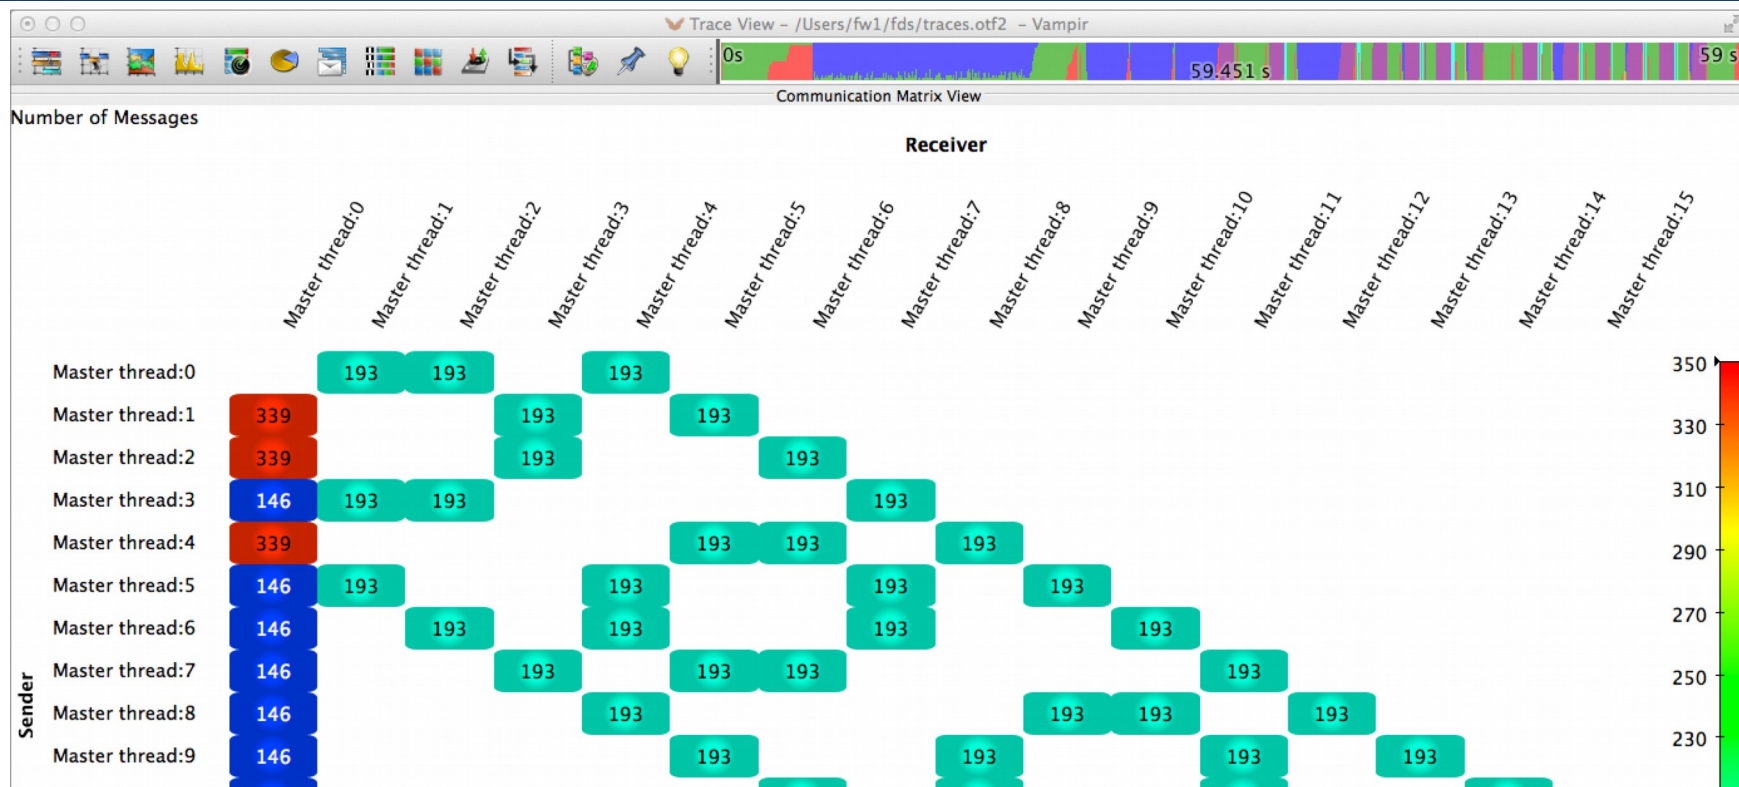 Trace View – /Users/fw1/fds/traces.otf2 – Vampir
0s 59.451 s 59 s
Communication Matrix View
Number of Messages
Receiver
Master thread:0 Master thread:1 Master thread:2 Master thread:3 Master thread:4 Master thread:5 Master thread:6 Master thread:7 Master thread:8 Master thread:9 Master thread:10 Master thread:11 Master thread:12 Master thread:13 Master thread:14 Master thread:15
Master thread:0 193 193 193 350
Master thread:1 339 193 193
330
Master thread:2 339 193 193
Master thread:3 146 193 193 193 310
Master thread:4 339 193 193 193 290
Master thread:5 146 193 193 193 193
Master thread:6 146 193 193 193 193 270
Master thread:7 146 193 193 193 193 250
Master thread:8 146 193 193 193 193
Master thread:9 146 193 193 193 193 230
Sender